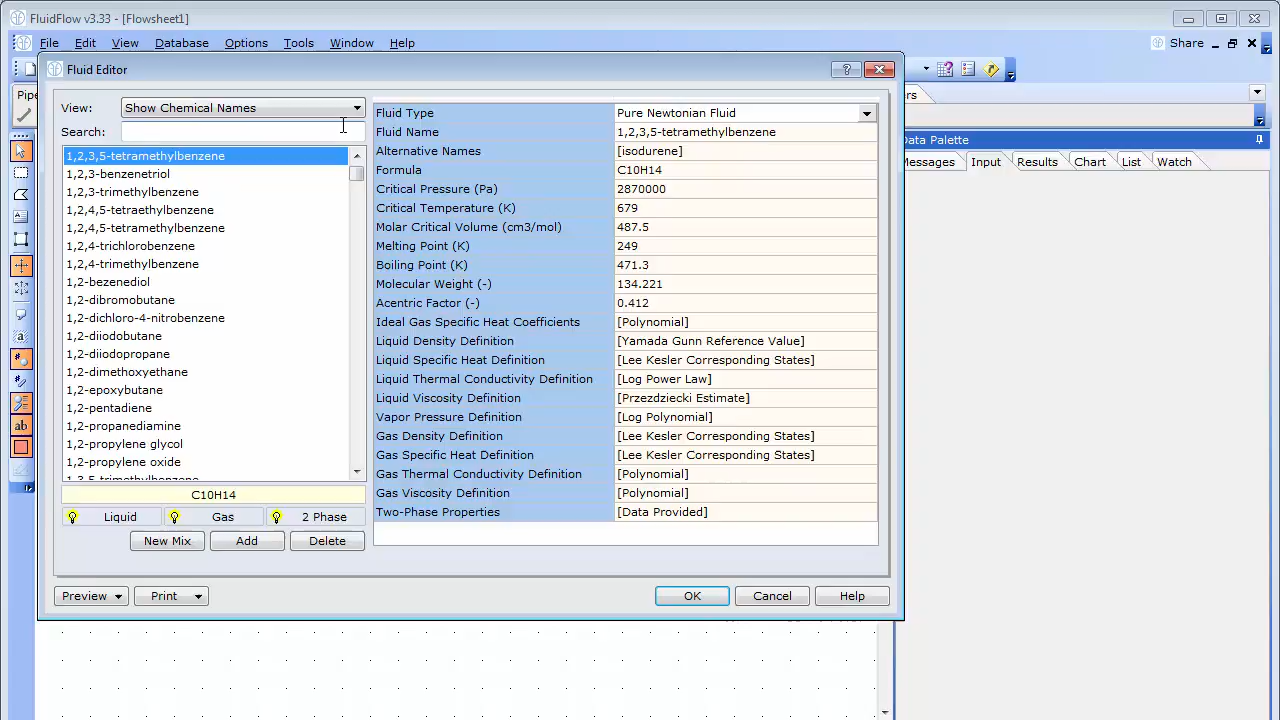 FluidFlow v3.33 - [Flowsheet1]
File Edit View Database Options Tools Window Help
Share
Fluid Editor
View: Show Chemical Names
Search:
1,2,3,5-tetramethylbenzene
1,2,3-benzenetriol
1,2,3-trimethylbenzene
1,2,4,5-tetraethylbenzene
1,2,4,5-tetramethylbenzene
1,2,4-trichlorobenzene
1,2,4-trimethylbenzene
1,2-bezenediol
1,2-dibromobutane
1,2-dichloro-4-nitrobenzene
1,2-diiodobutane
1,2-diiodopropane
1,2-dimethoxyethane
1,2-epoxybutane
1,2-pentadiene
1,2-propanediamine
1,2-propylene glycol
1,2-propylene oxide
1,3,5-trimethylbenzene
C10H14
Liquid Gas 2 Phase
New Mix Add Delete
Fluid Type Pure Newtonian Fluid
Fluid Name 1,2,3,5-tetramethylbenzene
Alternative Names [isodurene]
Formula C10H14
Critical Pressure (Pa) 2870000
Critical Temperature (K) 679
Molar Critical Volume (cm3/mol) 487.5
Melting Point (K) 249
Boiling Point (K) 471.3
Molecular Weight (-) 134.221
Acentric Factor (-) 0.412
Ideal Gas Specific Heat Coefficients [Polynomial]
Liquid Density Definition [Yamada Gunn Reference Value]
Liquid Specific Heat Definition [Lee Kesler Corresponding States]
Liquid Thermal Conductivity Definition [Log Power Law]
Liquid Viscosity Definition [Przezdziecki Estimate]
Vapor Pressure Definition [Log Polynomial]
Gas Density Definition [Lee Kesler Corresponding States]
Gas Specific Heat Definition [Lee Kesler Corresponding States]
Gas Thermal Conductivity Definition [Polynomial]
Gas Viscosity Definition [Polynomial]
Two-Phase Properties [Data Provided]
Preview Print OK Cancel Help
Pipe
ers
Data Palette
Messages Input Results Chart List Watch